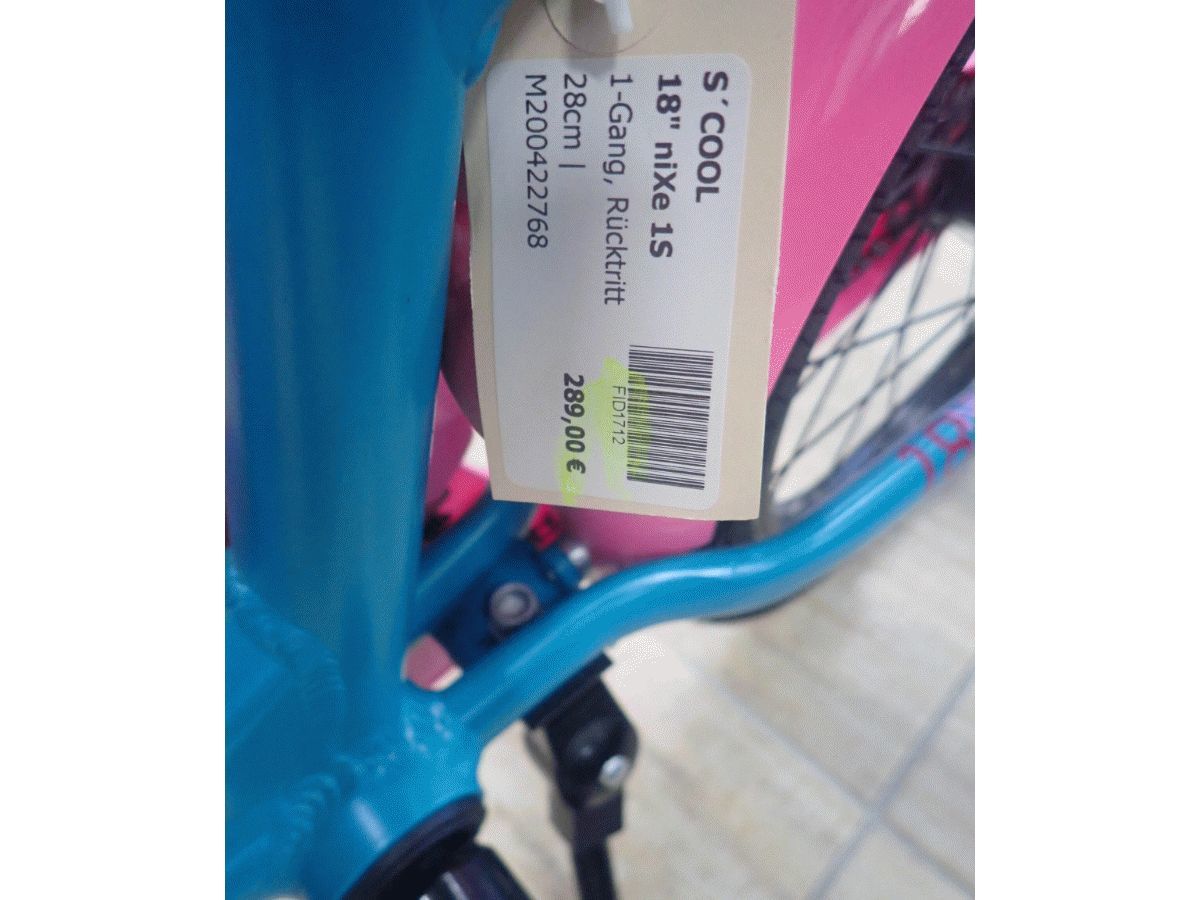 S´COOL
18" niXe 1S
1-Gang, Rücktritt
28cm |
M200422768
FID1712
289,00 €